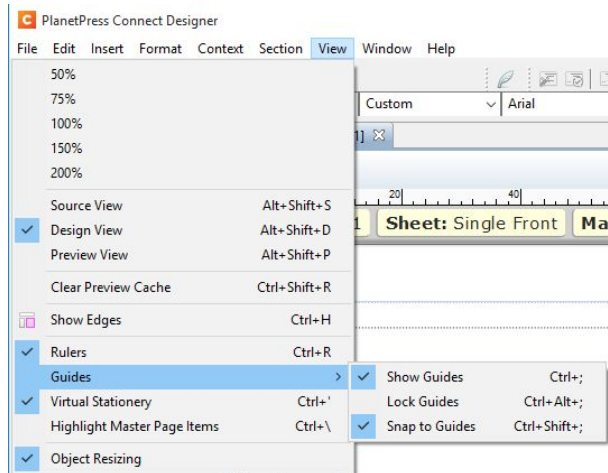 C PlanetPress Connect Designer
File Edit Insert Format Context Section View Window Help
50%
75%
100%
150%
200%
Custom Arial
1]
20 40
1 Sheet: Single Front Ma
Source View Alt+Shift+S
Design View Alt+Shift+D
Preview View Alt+Shift+P
Clear Preview Cache Ctrl+Shift+R
Show Edges Ctrl+H
Rulers Ctrl+R
Guides
Show Guides Ctrl+;
Lock Guides Ctrl+Alt+;
Snap to Guides Ctrl+Shift+;
Virtual Stationery Ctrl+'
Highlight Master Page Items Ctrl+\
Object Resizing